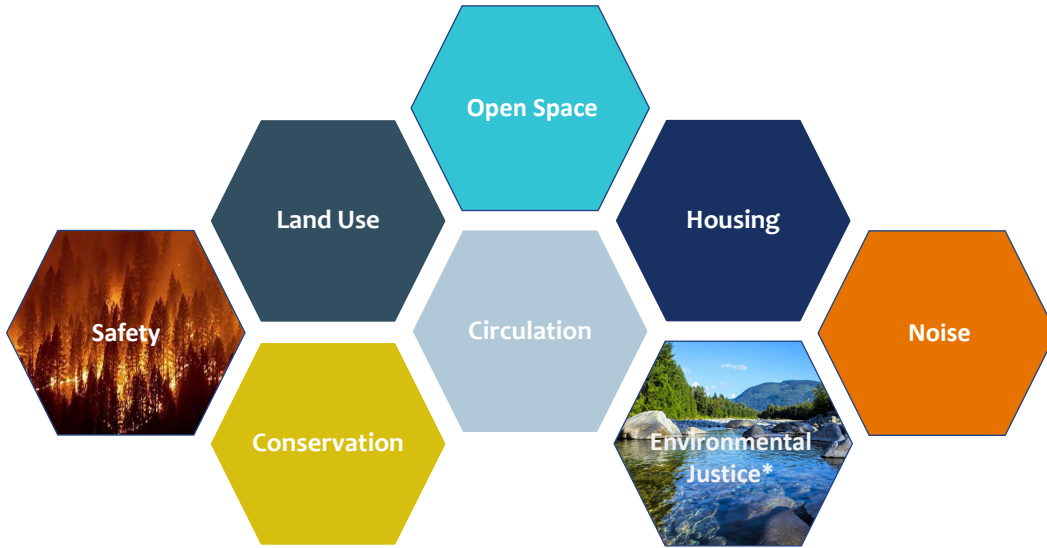 Open Space
Land Use
Housing
Safety
Circulation
Noise
Conservation
Environmental
Justice*